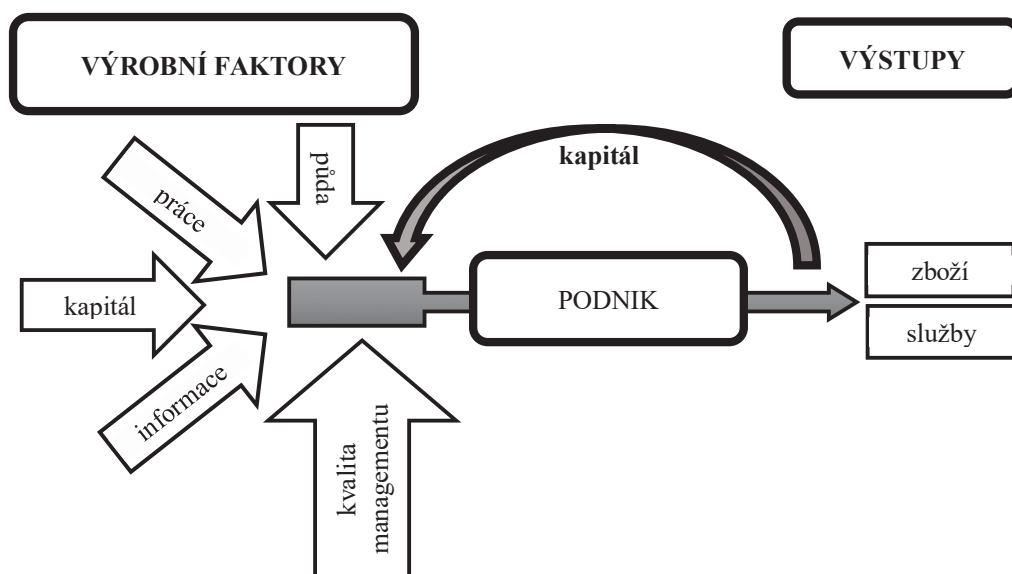 VÝROBNÍ FAKTORY
VÝSTUPY
půda
kapitál
práce
kapitál
informace
kvalita
managementu
PODNIK
zboží
služby